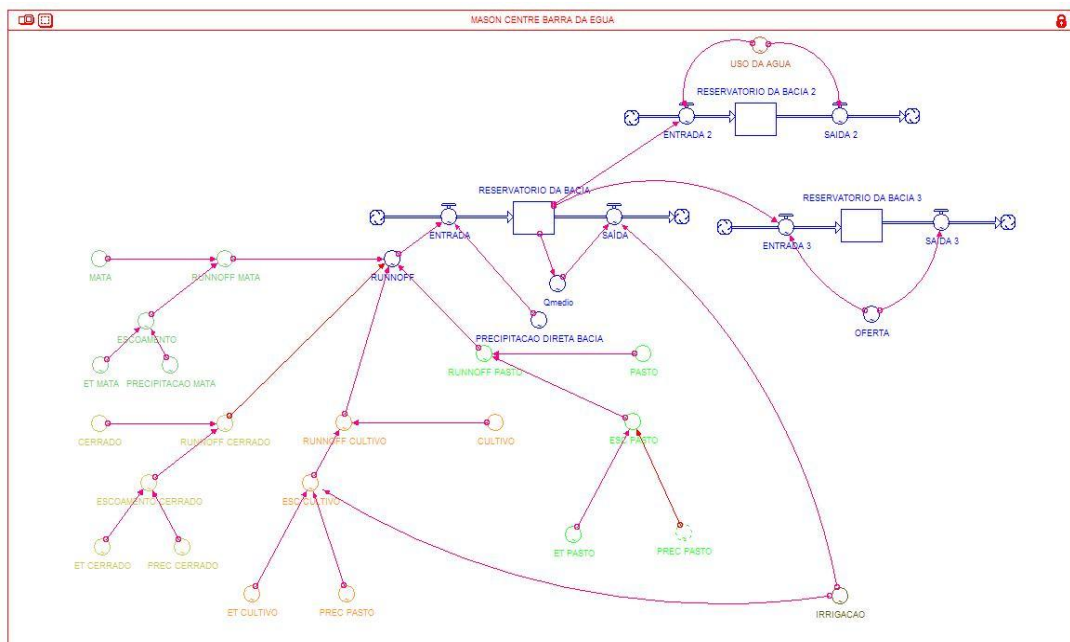 MASON CENTRE BARRA DA EGUA
USO DA AGUA
RESERVATORIO DA BACIA 2
ENTRADA 2
SAIDA 2
RESERVATORIO DA BACIA
RESERVATORIO DA BACIA 3
ENTRADA
SAÍDA
ENTRADA 3
SAIDA 3
MATA
RUNNOFF MATA
RUNNOFF
Qmedio
OFERTA
ESCOAMENTO
PRECIPITACAO DIRETA BACIA
ET MATA
PRECIPITACAO MATA
RUNNOFF PASTO
PASTO
CERRADO
RUNNOFF CERRADO
RUNNOFF CULTIVO
CULTIVO
ESC PASTO
ESCOAMENTO CERRADO
ESC CULTIVO
ET CERRADO
PREC CERRADO
ET PASTO
PREC PASTO
ET CULTIVO
PREC PASTO
IRRIGACAO